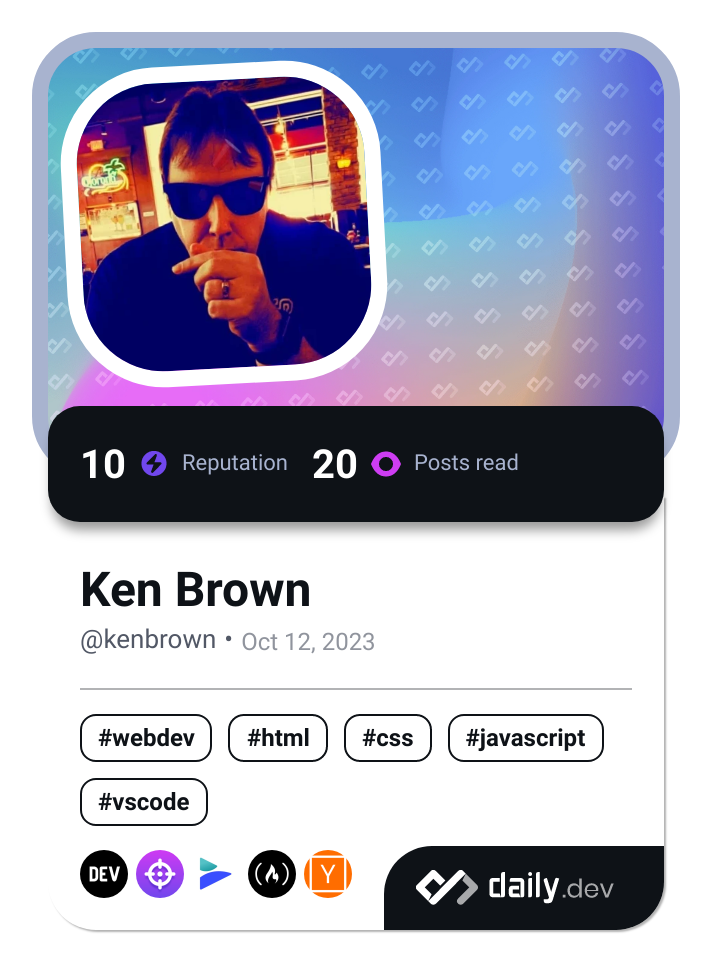 Corona
10 Reputation 20 Posts read
Ken Brown
@kenbrown • Oct 12, 2023
#webdev #html #css #javascript
#vscode
DEV Y daily.dev